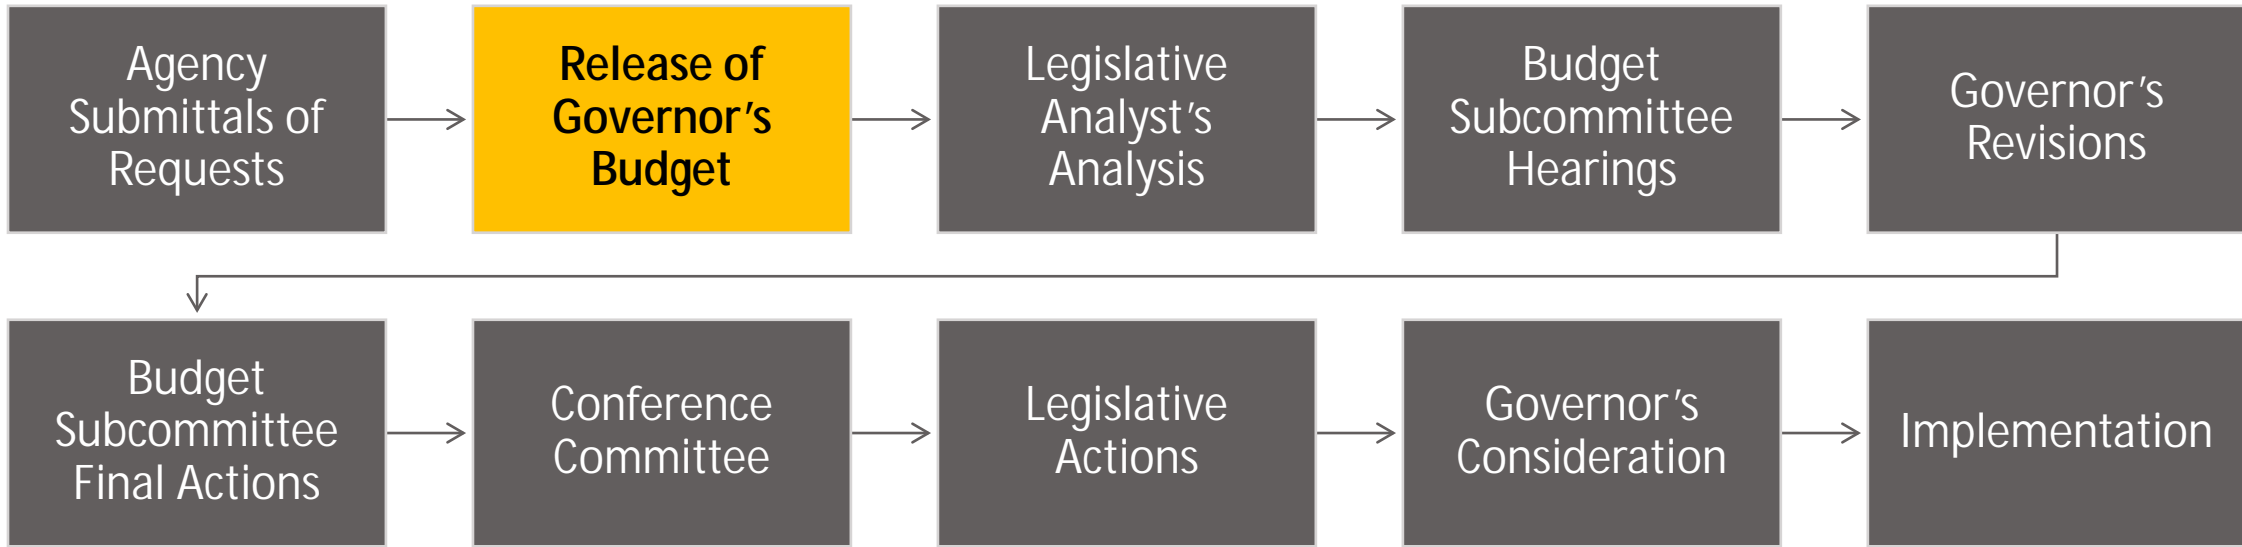 Agency
Submittals of
Requests
Release of
Governor's
Budget
Legislative
Analyst's
Analysis
Budget
Subcommittee
Hearings
Governor's
Revisions
Budget
Subcommittee
Final Actions
Conference
Committee
Legislative
Actions
Governor's
Consideration
Implementation